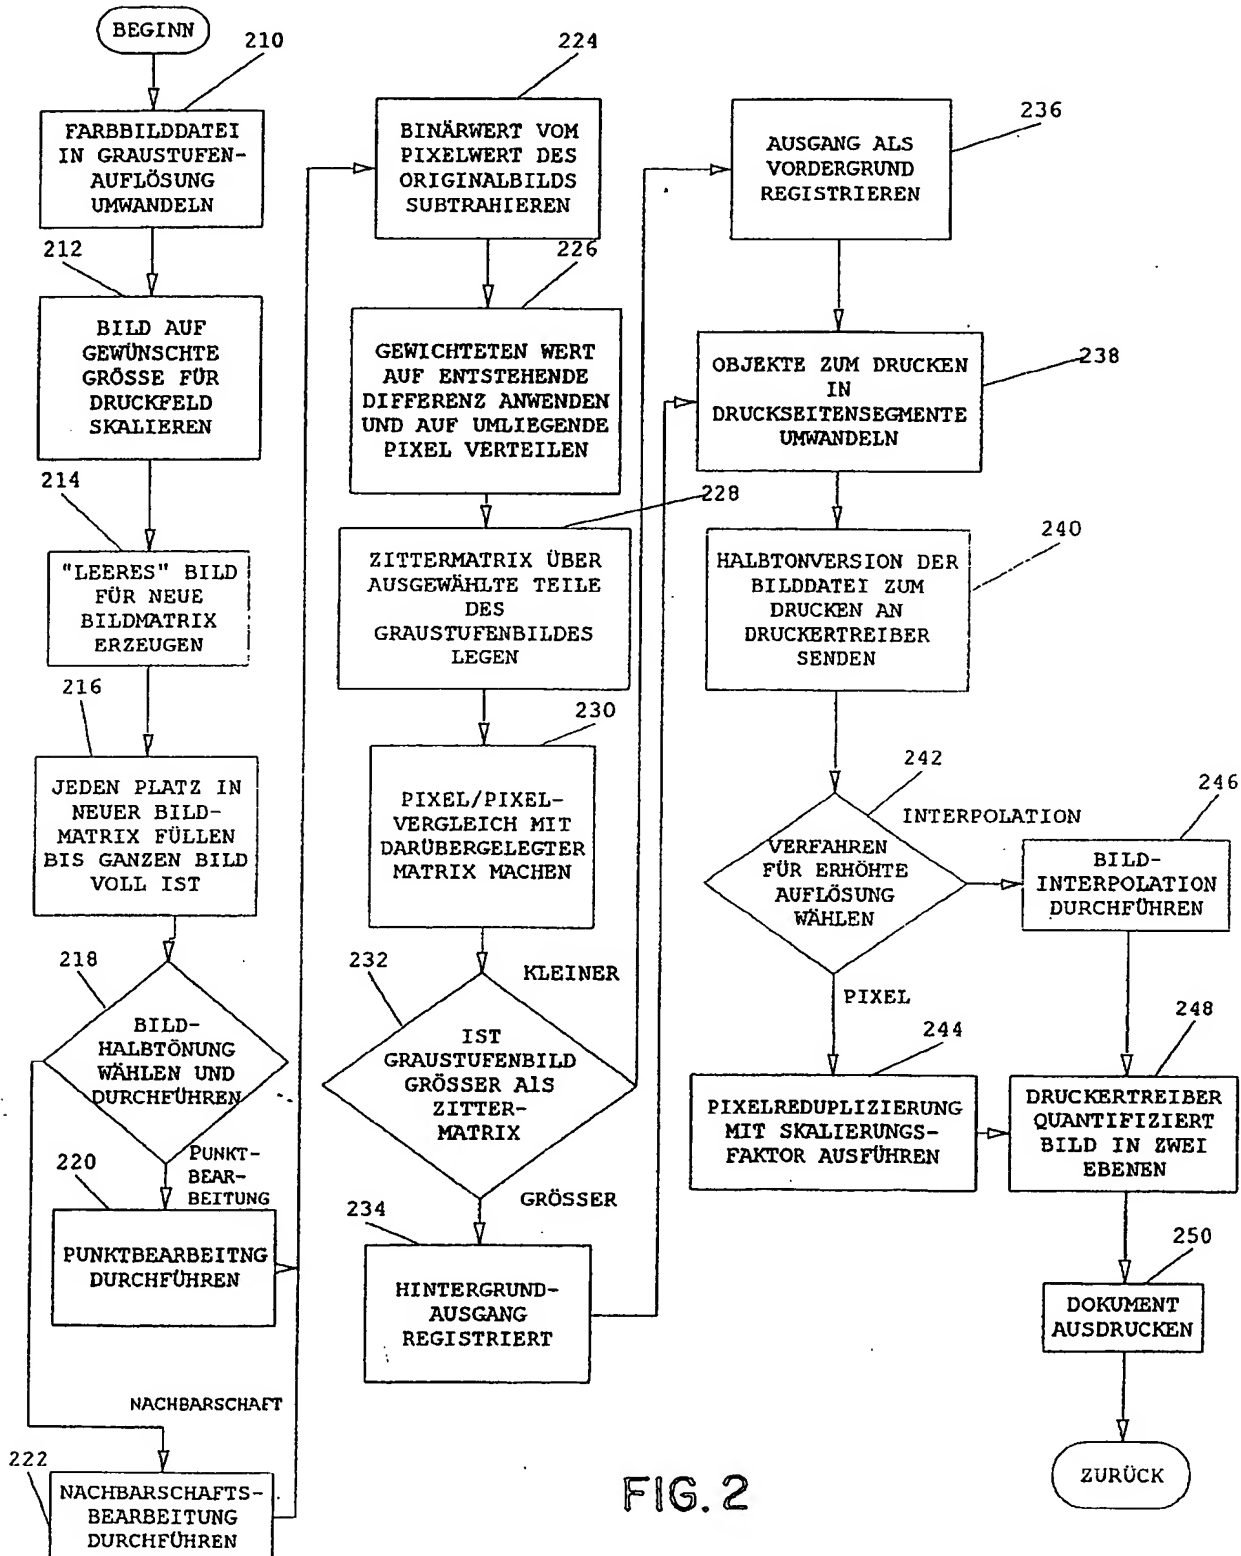 BEGINN
210
FARBBILDDATEI
IN GRAUSTUFEN-
AUFLÖSUNG
UMWANDELN
212
BILD AUF
GEWÜNSCHTE
GRÖSSE FÜR
DRUCKFELD
SKALIEREN
214
"LEERES" BILD
FÜR NEUE
BILDMATRIX
ERZEUGEN
216
JEDEN PLATZ IN
NEUER BILD-
MATRIX FÜLLEN
BIS GANZEN BILD
VOLL IST
218
BILD-
HALBTÖNUNG
WÄHLEN UND
DURCHFÜHREN
PUNKT-
BEAR-
BEITUNG
220
PUNKTBEARBEITNG
DURCHFÜHREN
NACHBARSCHAFT
222
NACHBARSCHAFTS-
BEARBEITUNG
DURCHFÜHREN
224
BINÄRWERT VOM
PIXELWERT DES
ORIGINALBILDS
SUBTRAHIEREN
226
GEWICHTETEN WERT
AUF ENTSTEHENDE
DIFFERENZ ANWENDEN
UND AUF UMLIEGENDE
PIXEL VERTEILEN
228
ZITTERMATRIX ÜBER
AUSGEWÄHLTE TEILE
DES
GRAUSTUFENBILDES
LEGEN
230
PIXEL/PIXEL-
VERGLEICH MIT
DARÜBERGELEGTER
MATRIX MACHEN
232
KLEINER
IST
GRAUSTUFENBILD
GRÖSSER AlS
ZITTER-
MATRIX
GRÖSSER
234
HINTERGRUND-
AUSGANG
REGISTRIERT
236
AUSGANG ALS
VORDERGRUND
REGISTRIEREN
238
OBJEKTE ZUM DRUCKEN
IN
DRUCKSEITENSEGMENTE
UMWANDELN
240
HALBTONVERSION DER
BILDDATEI ZUM
DRUCKEN AN
DRUCKERTREIBER
SENDEN
242
VERFAHREN
FÜR ERHÖHTE
AUFLÖSUNG
WÄHLEN
INTERPOLATION
PIXEL
244
PIXELREDUPLIZIERUNG
MIT SKALIERUNGS-
FAKTOR AUSFÜHREN
246
BILD-
INTERPOLATION
DURCHFÜHREN
248
DRUCKERTREIBER
QUANTIFIZIERT
BILD IN ZWEI
EBENEN
250
DOKUMENT
AUSDRUCKEN
ZURÜCK
FIG. 2